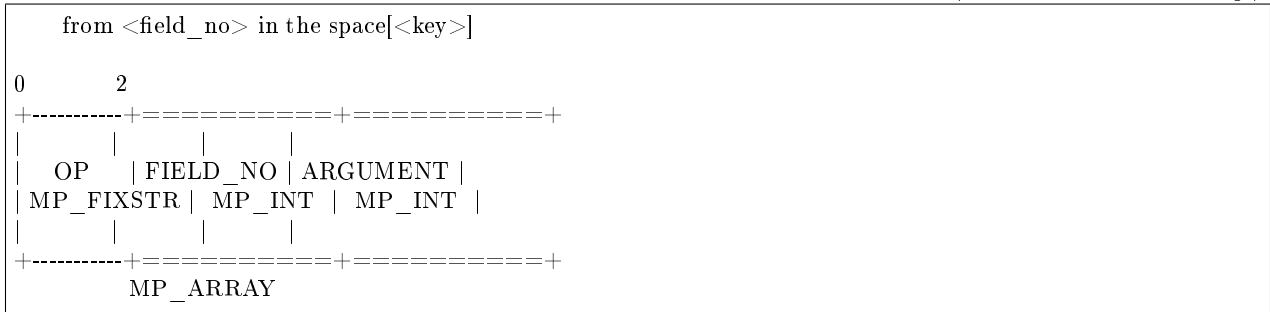 from <field_no> in the space[<key>]
0 2
+-----------+==========+==========+
| | | |
| OP | FIELD_NO | ARGUMENT |
| MP_FIXSTR | MP_INT | MP_INT |
| | | |
+-----------+==========+==========+
MP_ARRAY